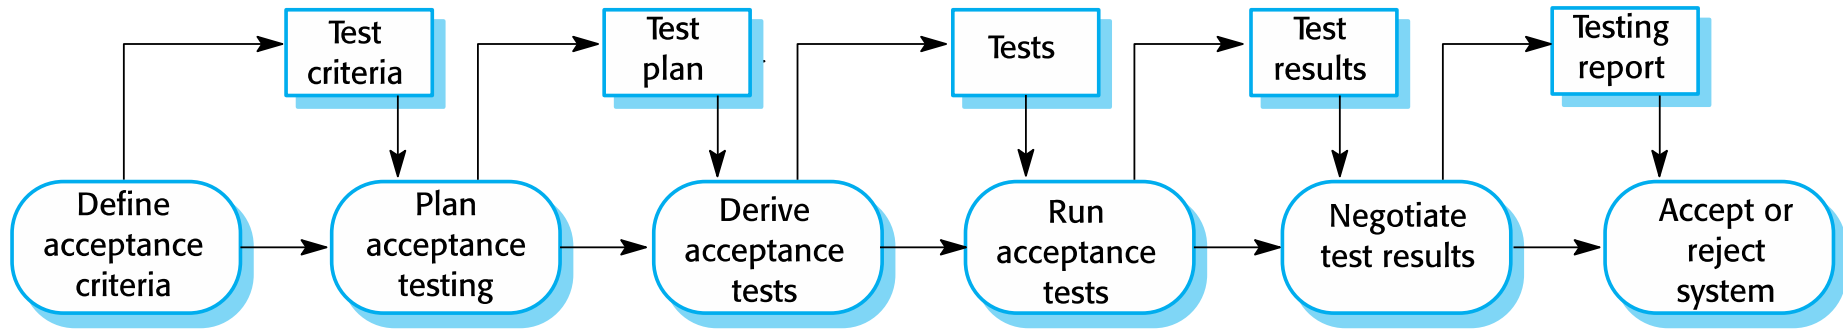 Test
criteria
Test
plan
Tests
Test
results
Testing
report
Define
acceptance
criteria
Plan
acceptance
testing
Derive
acceptance
tests
Run
acceptance
tests
Negotiate
test results
Accept or
reject
system